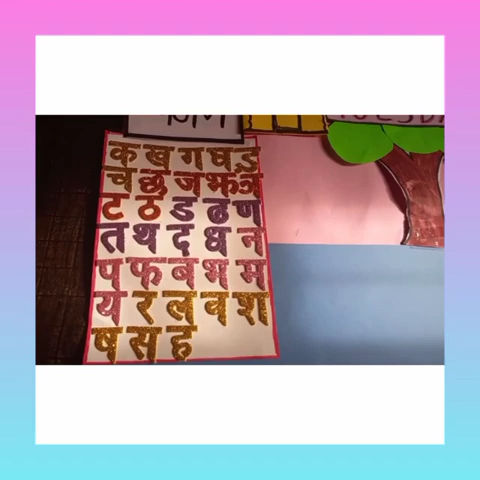 क ख ग घ ङ
च छ ज झ ञ
ट ठ ड ढ ण
त थ द ध न
प फ ब भ म
य र ल व श
ष स ह